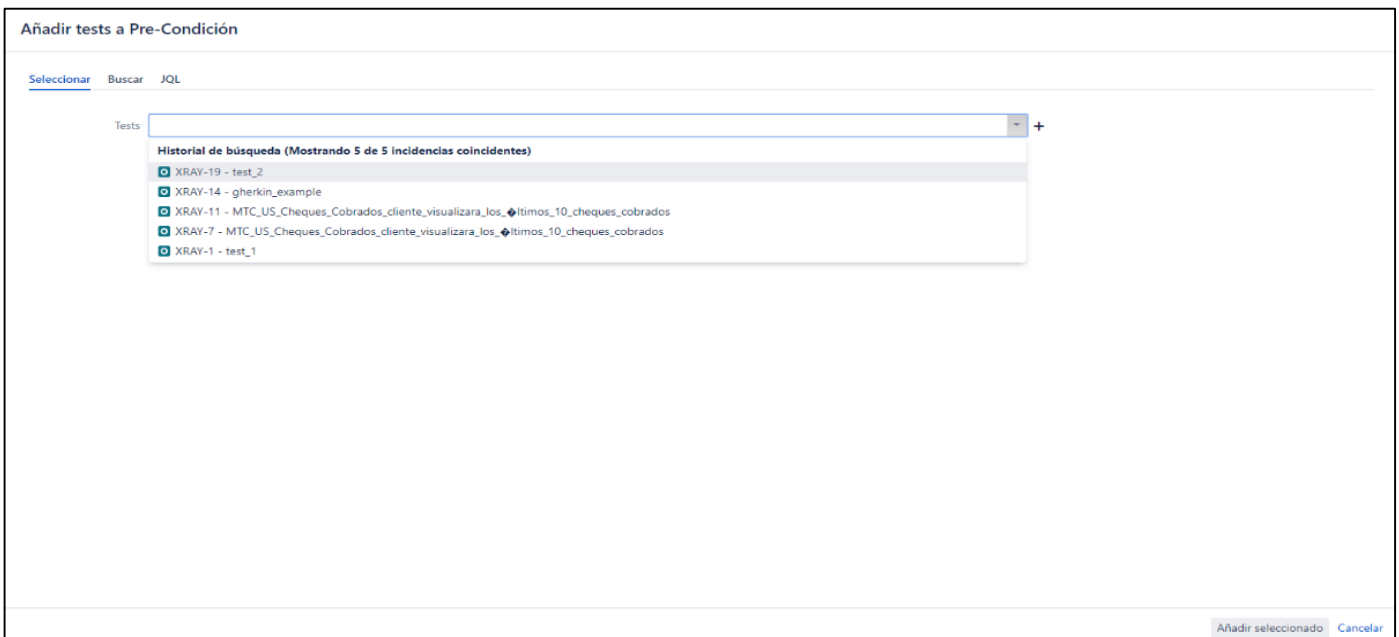 Añadir tests a Pre-Condición
Seleccionar Buscar JQL
Tests
Historial de búsqueda (Mostrando 5 de 5 incidencias coincidentes)
XRAY-19 - test_2
XRAY-14 - gherkin_example
XRAY-11 - MTC_US_Cheques_Cobrados_cliente_visualizara_los_�ltimos_10_cheques_cobrados
XRAY-7 - MTC_US_Cheques_Cobrados_cliente_visualizara_los_�ltimos_10_cheques_cobrados
XRAY-1 - test_1
Añadir seleccionado Cancelar